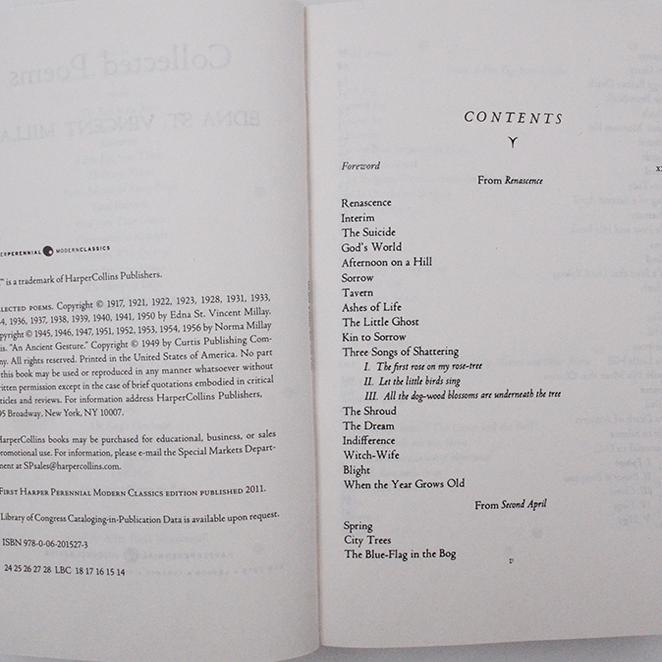 ERPERENNIAL MODERNCLASSICS
™ is a trademark of HarperCollins Publishers.
LLECTED POEMS. Copyright © 1917, 1921, 1922, 1923, 1928, 1931, 1933,
4, 1936, 1937, 1938, 1939, 1940, 1941, 1950 by Edna St. Vincent Millay.
pyright © 1945, 1946, 1947, 1951, 1952, 1953, 1954, 1956 by Norma Millay
is. "An Ancient Gesture." Copyright © 1949 by Curtis Publishing Com-
ny. All rights reserved. Printed in the United States of America. No part
this book may be used or reproduced in any manner whatsoever without
itten permission except in the case of brief quotations embodied in critical
ticles and reviews. For information address HarperCollins Publishers,
95 Broadway, New York, NY 10007.
HarperCollins books may be purchased for educational, business, or sales
promotional use. For information, please e-mail the Special Markets Depart-
ment at SPsales@harpercollins.com.
FIRST HARPER PERENNIAL MODERN CLASSICS EDITION PUBLISHED 2011.
Library of Congress Cataloging-in-Publication Data is available upon request.
ISBN 978-0-06-201527-3
24 25 26 27 28 LBC 18 17 16 15 14
CONTENTS
Foreword
From Renascence
Renascence
Interim
The Suicide
God's World
Afternoon on a Hill
Sorrow
Tavern
Ashes of Life
The Little Ghost
Kin to Sorrow
Three Songs of Shattering
I. The first rose on my rose-tree
II. Let the little birds sing
III. All the dog-wood blossoms are underneath the tree
The Shroud
The Dream
Indifference
Witch-Wife
Blight
When the Year Grows Old
From Second April
Spring
City Trees
The Blue-Flag in the Bog
v